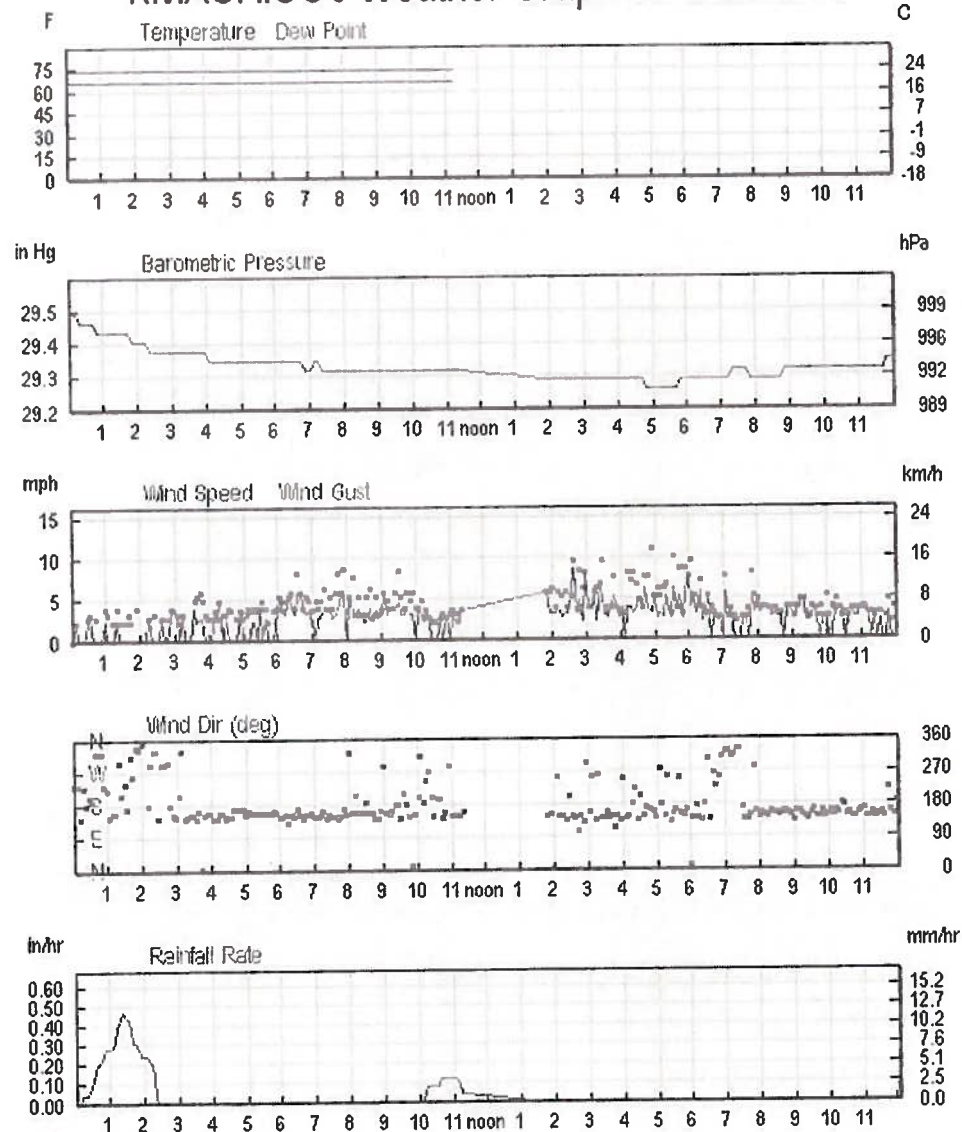 Weather
F C
Temperature Dew Point
75 24
60 16
45 7
30 -1
15 -9
0 -18
1 2 3 4 5 6 7 8 9 10 11 noon 1 2 3 4 5 6 7 8 9 10 11
in Hg hPa
Barometric Pressure
29.5 999
29.4 996
29.3 992
29.2 989
1 2 3 4 5 6 7 8 9 10 11 noon 1 2 3 4 5 6 7 8 9 10 11
mph km/h
Wind Speed Wind Gust
15 24
10 16
5 8
0 0
1 2 3 4 5 6 7 8 9 10 11 noon 1 2 3 4 5 6 7 8 9 10 11
Wind Dir (deg)
N 360
W 270
S 180
E 90
N 0
1 2 3 4 5 6 7 8 9 10 11 noon 1 2 3 4 5 6 7 8 9 10 11
in/hr mm/hr
Rainfall Rate
0.60 15.2
0.50 12.7
0.40 10.2
0.30 7.6
0.20 5.1
0.10 2.5
0.00 0.0
1 2 3 4 5 6 7 8 9 10 11 noon 1 2 3 4 5 6 7 8 9 10 11